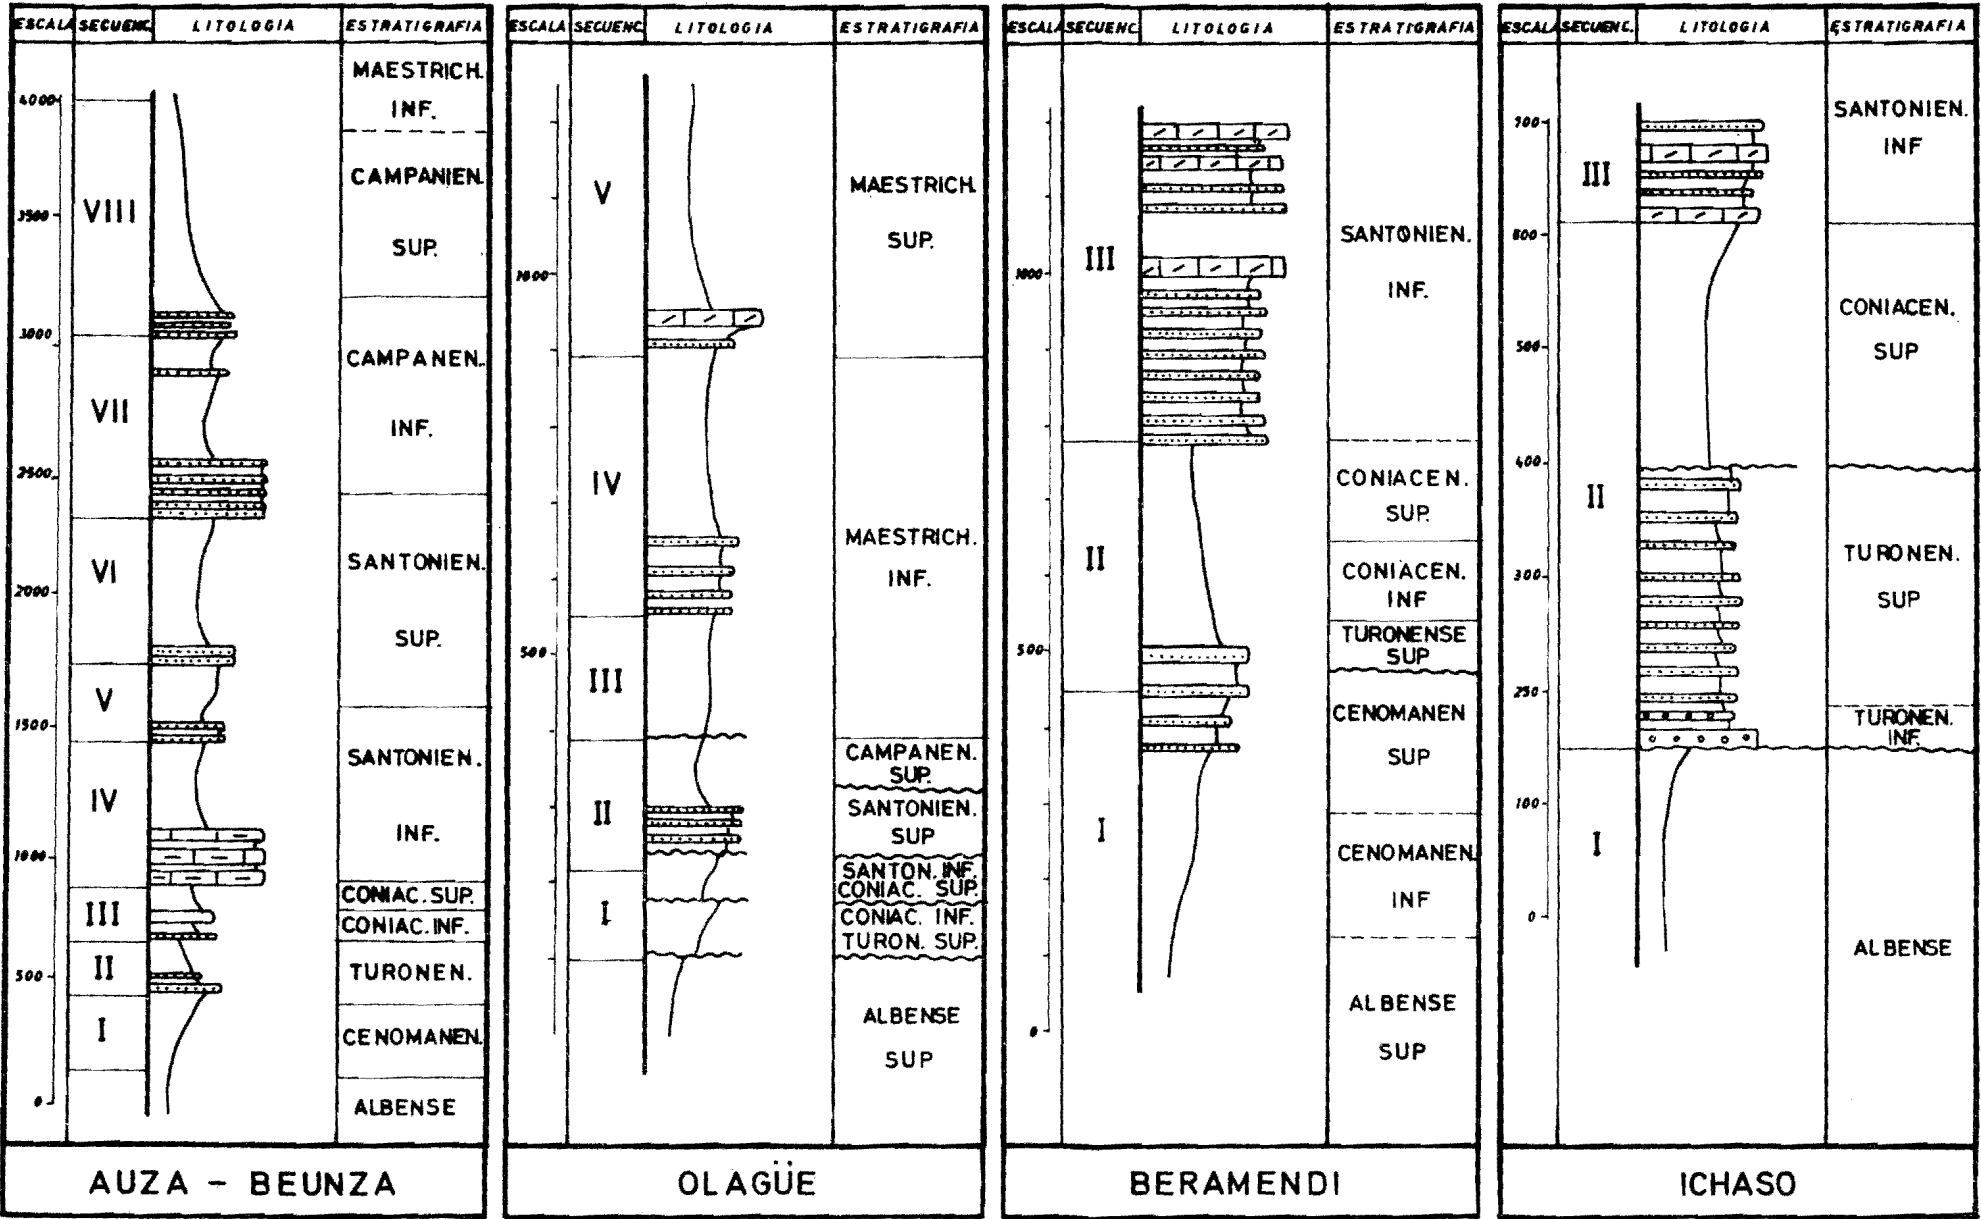 ESCALA SECUENC. LITOLOGIA ESTRATIGRAFIA
4000
3500
3000
2500
2000
1500
1000
500
0
VIII
VII
VI
V
IV
III
II
I
MAESTRICH.
INF.
CAMPANIEN.
SUP.
CAMPANEN.
INF.
SANTONIEN.
SUP.
SANTONIEN.
INF.
CONIAC. SUP.
CONIAC. INF.
TURONEN.
CENOMANEN.
ALBENSE
AUZA - BEUNZA
ESCALA SECUENC. LITOLOGIA ESTRATIGRAFIA
1000
500
V
IV
III
II
I
MAESTRICH.
SUP.
MAESTRICH.
INF.
CAMPANEN.
SUP.
SANTONIEN.
SUP
SANTON. INF.
CONIAC. SUP.
CONIAC. INF.
TURON. SUP.
ALBENSE
SUP
OLAGÜE
ESCALA SECUENC. LITOLOGIA ESTRATIGRAFIA
1000
500
0
III
II
I
SANTONIEN.
INF.
CONIACEN.
SUP.
CONIACEN.
INF
TURONENSE
SUP
CENOMANEN
SUP
CENOMANEN.
INF
ALBENSE
SUP
BERAMENDI
ESCALA SECUENC. LITOLOGIA ESTRATIGRAFIA
700
600
500
400
300
250
100
0
III
II
I
SANTONIEN.
INF
CONIACEN.
SUP
TURONEN.
SUP
TURONEN.
INF.
ALBENSE
ICHASO